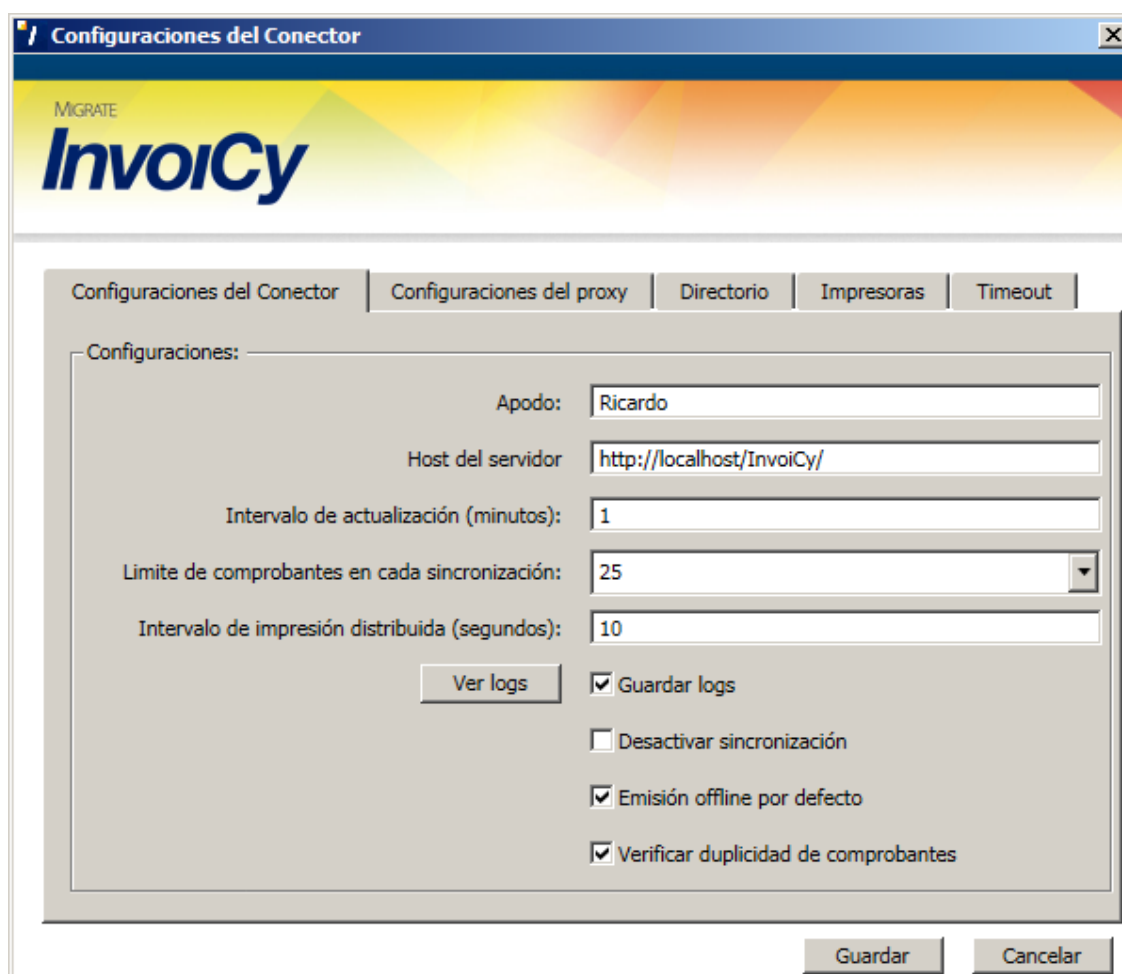 Configuraciones del Conector
MIGRATE
InvoiCy
Configuraciones del Conector Configuraciones del proxy Directorio Impresoras Timeout
Configuraciones:
Apodo: Ricardo
Host del servidor http://localhost/InvoiCy/
Intervalo de actualización (minutos): 1
Limite de comprobantes en cada sincronización: 25
Intervalo de impresión distribuida (segundos): 10
Ver logs Guardar logs
Desactivar sincronización
Emisión offline por defecto
Verificar duplicidad de comprobantes
Guardar Cancelar